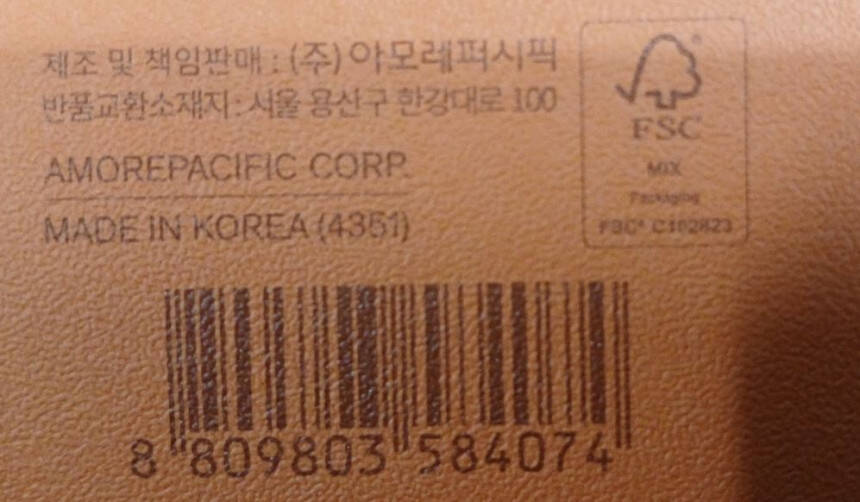 제조 및 책임판매 : (주)아모레퍼시픽
반품교환소재지 : 서울 용산구 한강대로 100
AMOREPACIFIC CORP.
MADE IN KOREA (4351)
FSC
MIX
Packaging
FSC® C102823
8 809803 584074